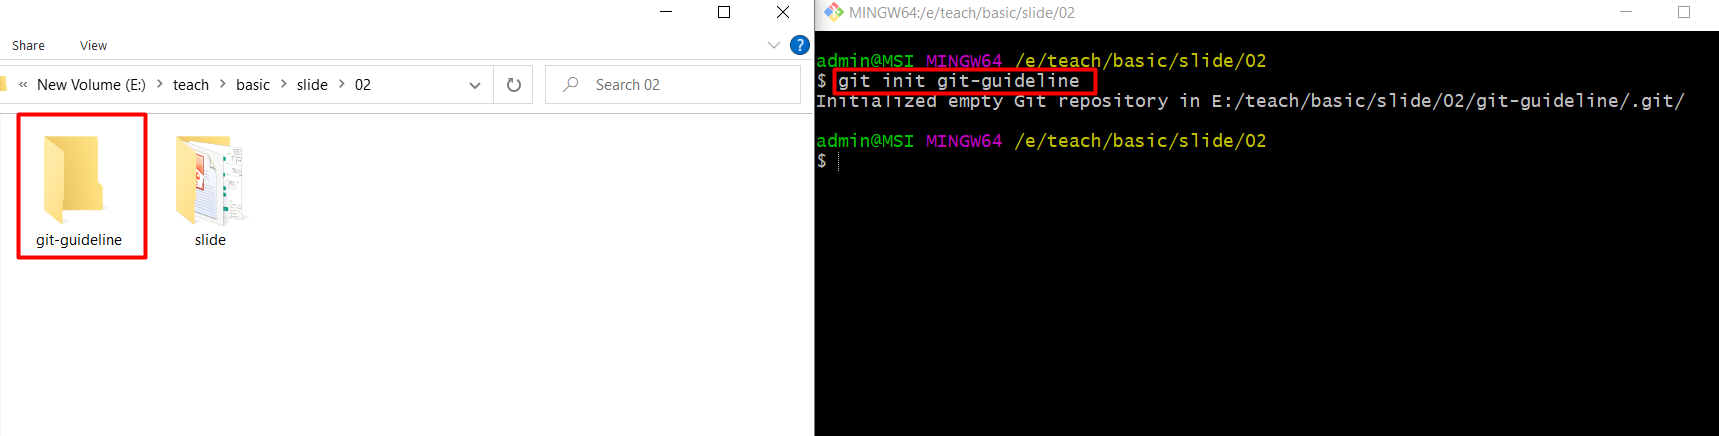 Share View
« New Volume (E:) > teach > basic > slide > 02
Search 02
git-guideline
slide
MINGW64:/e/teach/basic/slide/02
admin@MSI MINGW64 /e/teach/basic/slide/02
$ git init git-guideline
Initialized empty Git repository in E:/teach/basic/slide/02/git-guideline/.git/
admin@MSI MINGW64 /e/teach/basic/slide/02
$